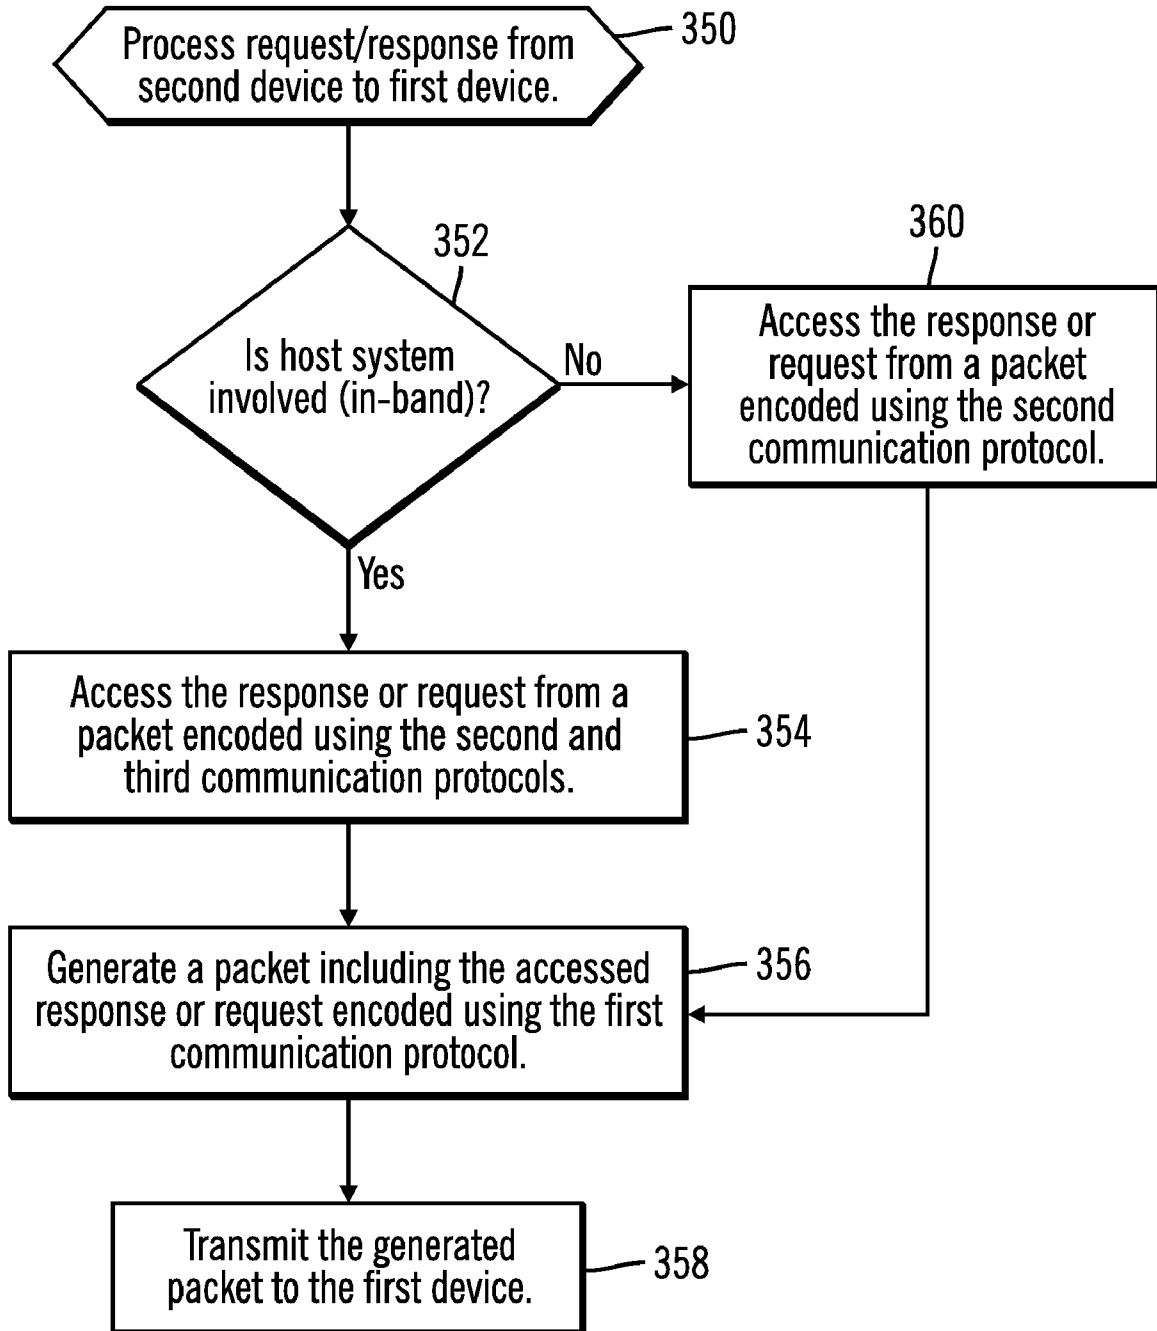 Process request/response from
second device to first device.
350
352
Is host system
involved (in-band)?
No
Yes
360
Access the response or
request from a packet
encoded using the second
communication protocol.
Access the response or request from a
packet encoded using the second and
third communication protocols.
354
Generate a packet including the accessed
response or request encoded using the first
communication protocol.
356
Transmit the generated
packet to the first device.
358